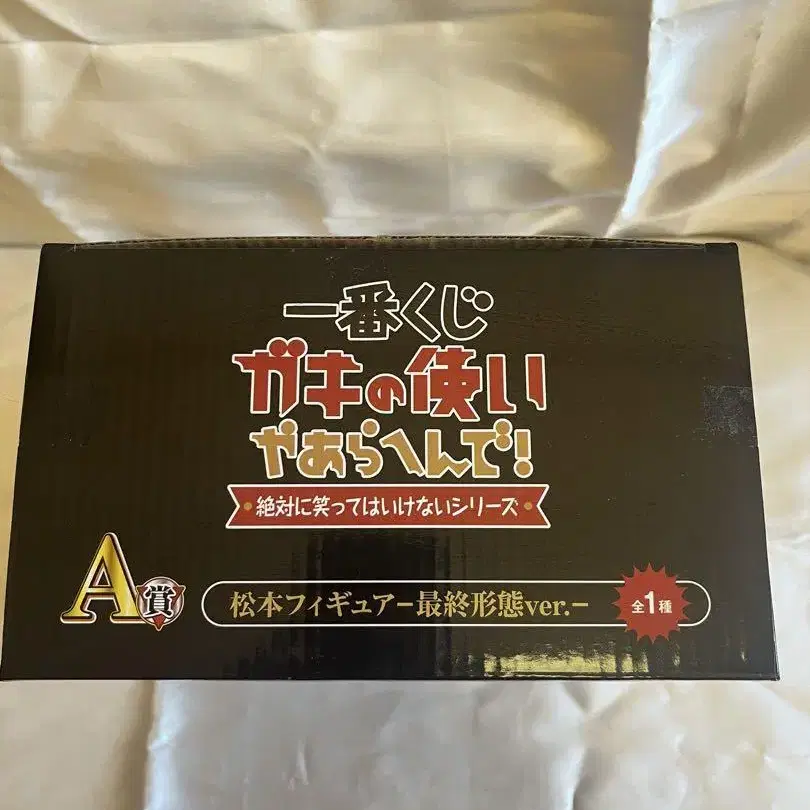 一番くじ
ガキの使い
やあらへんで!
絶対に笑ってはいけないシリーズ
A賞
松本フィギュアー最終形態ver.ー
全1種